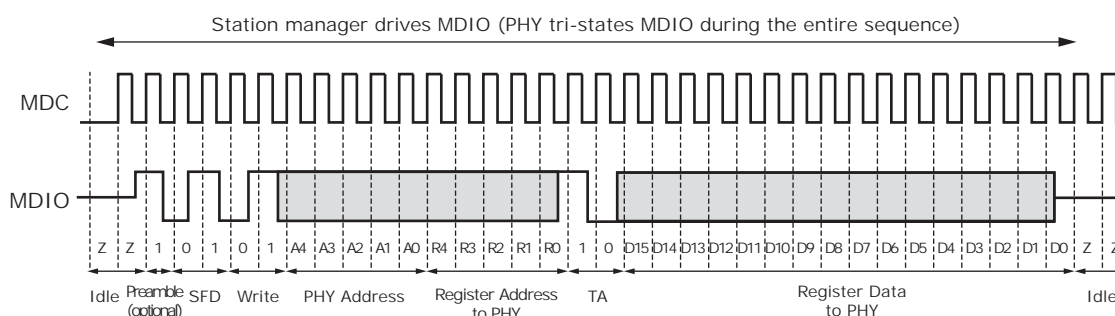 Station manager drives MDIO (PHY tri-states MDIO during the entire sequence)
MDC
MDIO
Z Z 1 0 1 0 1 A4 A3 A2 A1 A0 R4 R3 R2 R1 R0 1 0 D15 D14 D13 D12 D11 D10 D9 D8 D7 D6 D5 D4 D3 D2 D1 D0 Z Z
Idle Preamble SFD Write PHY Address Register Address TA Register Data Idle
(optional) to PHY to PHY